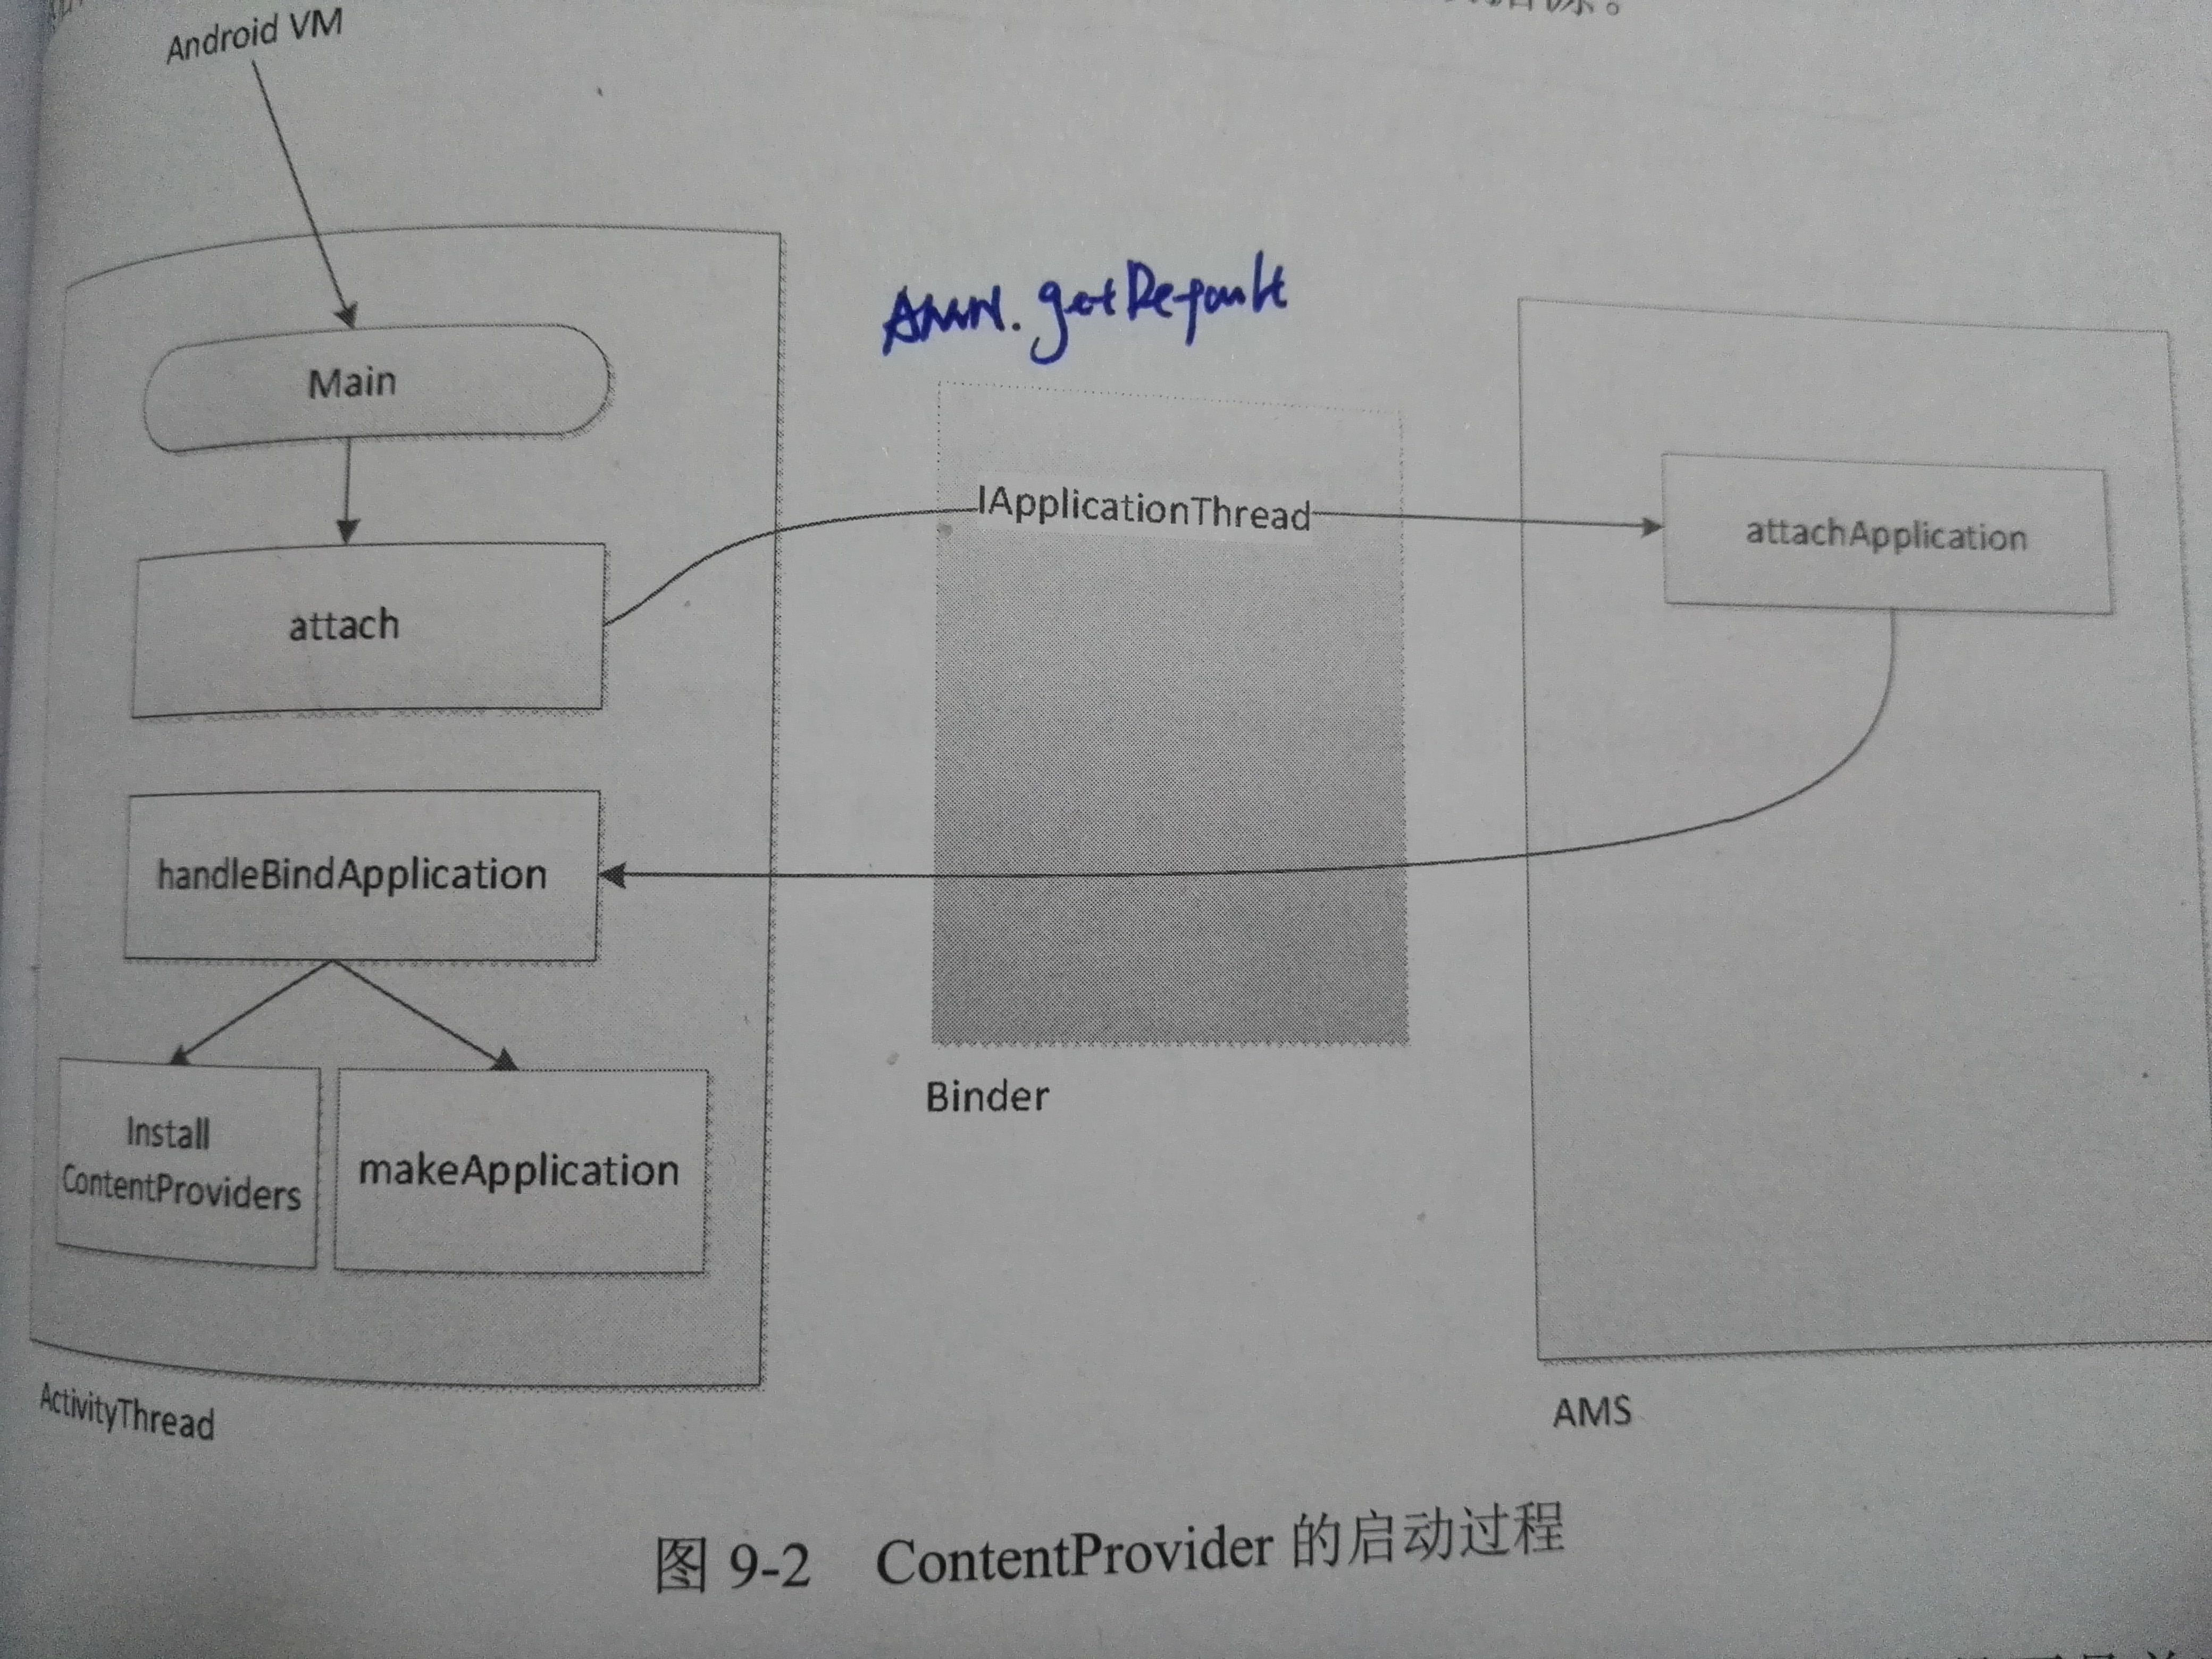 Android VM
AMN.getDefault
Main
IApplicationThread
attachApplication
attach
handleBindApplication
Install
ContentProviders
makeApplication
Binder
ActivityThread
AMS
图 9-2 ContentProvider 的启动过程